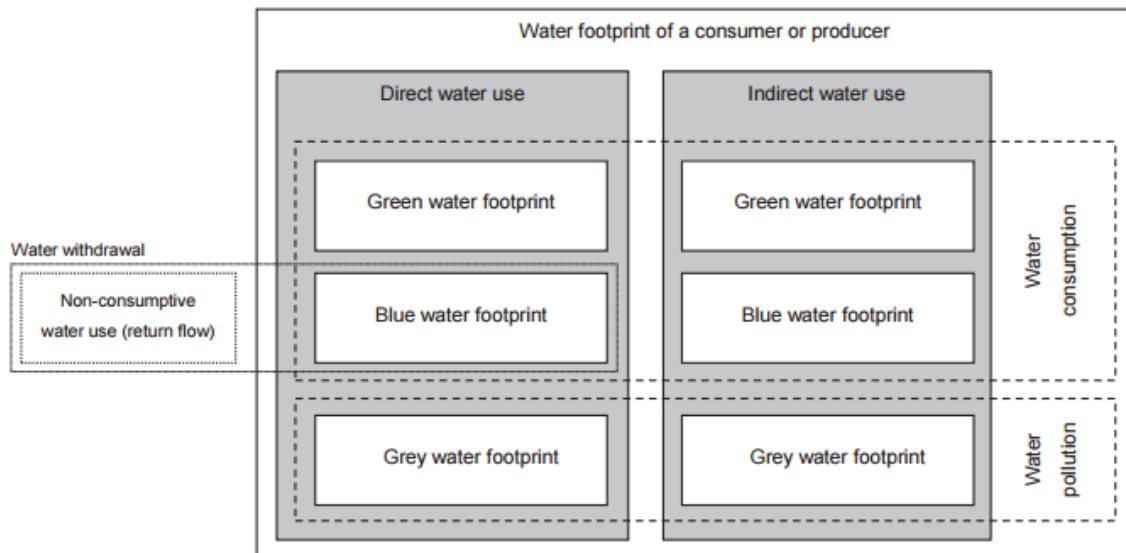 Water footprint of a consumer or producer
Direct water use
Indirect water use
Green water footprint
Green water footprint
Water
consumption
Water withdrawal
Non-consumptive
water use (return flow)
Blue water footprint
Blue water footprint
Grey water footprint
Grey water footprint
Water
pollution